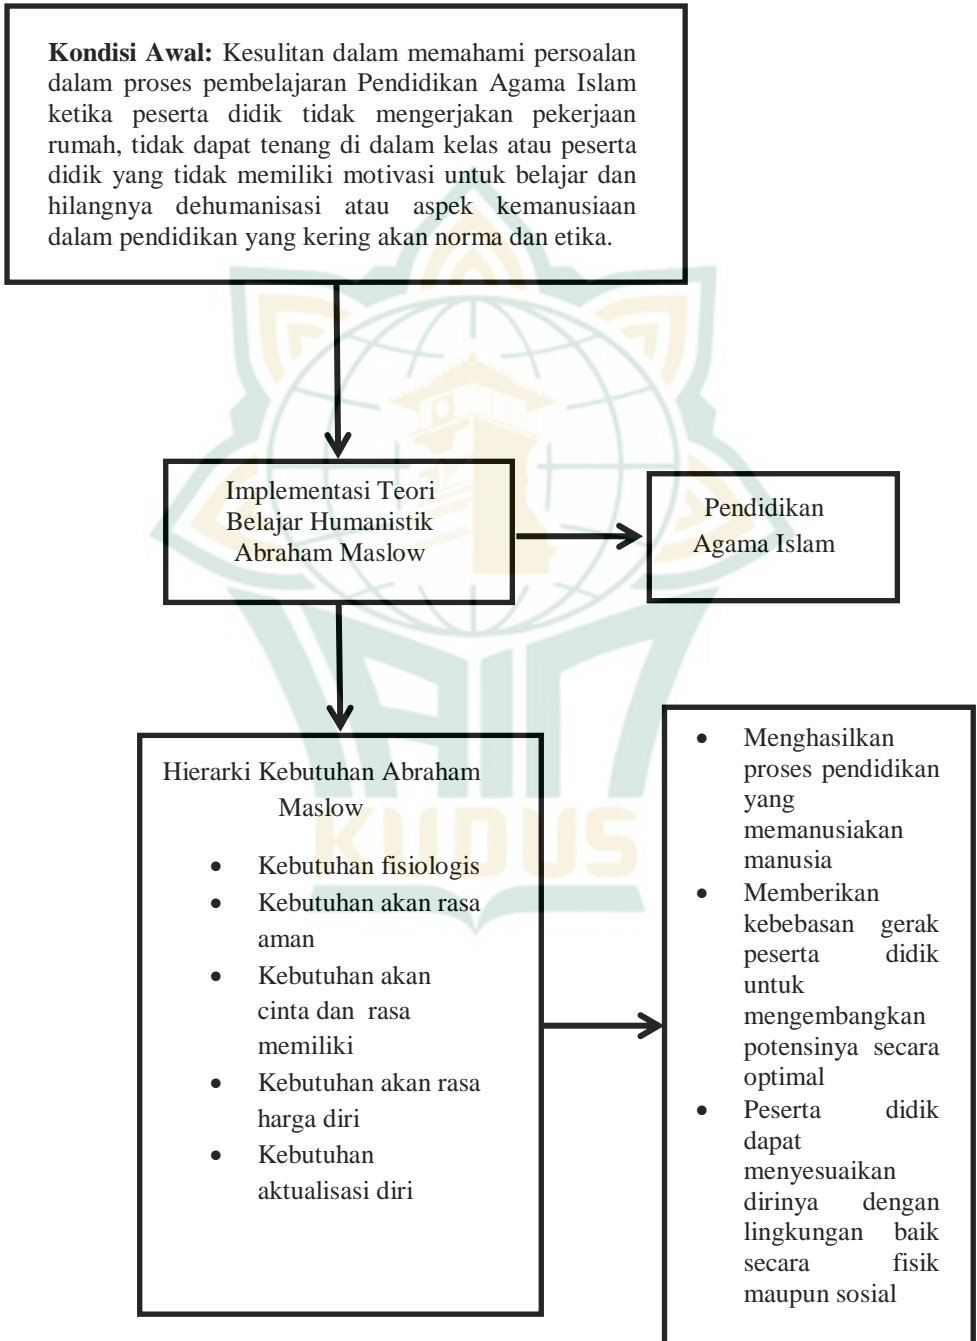 Kondisi Awal: Kesulitan dalam memahami persoalan
dalam proses pembelajaran Pendidikan Agama Islam
ketika peserta didik tidak mengerjakan pekerjaan
rumah, tidak dapat tenang di dalam kelas atau peserta
didik yang tidak memiliki motivasi untuk belajar dan
hilangnya dehumanisasi atau aspek kemanusiaan
dalam pendidikan yang kering akan norma dan etika.
Implementasi Teori
Belajar Humanistik
Abraham Maslow
Pendidikan
Agama Islam
Hierarki Kebutuhan Abraham
Maslow
• Kebutuhan fisiologis
• Kebutuhan akan rasa
aman
• Kebutuhan akan
cinta dan rasa
memiliki
• Kebutuhan akan rasa
harga diri
• Kebutuhan
aktualisasi diri
• Menghasilkan
proses pendidikan
yang
memanusiakan
manusia
• Memberikan
kebebasan gerak
peserta didik
untuk
mengembangkan
potensinya secara
optimal
• Peserta didik
dapat
menyesuaikan
dirinya dengan
lingkungan baik
secara fisik
maupun sosial
IAIN
KUDUS